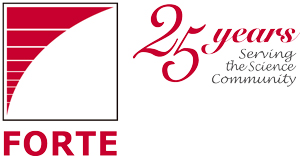 25 years
Serving
the Science
Community
FORTE